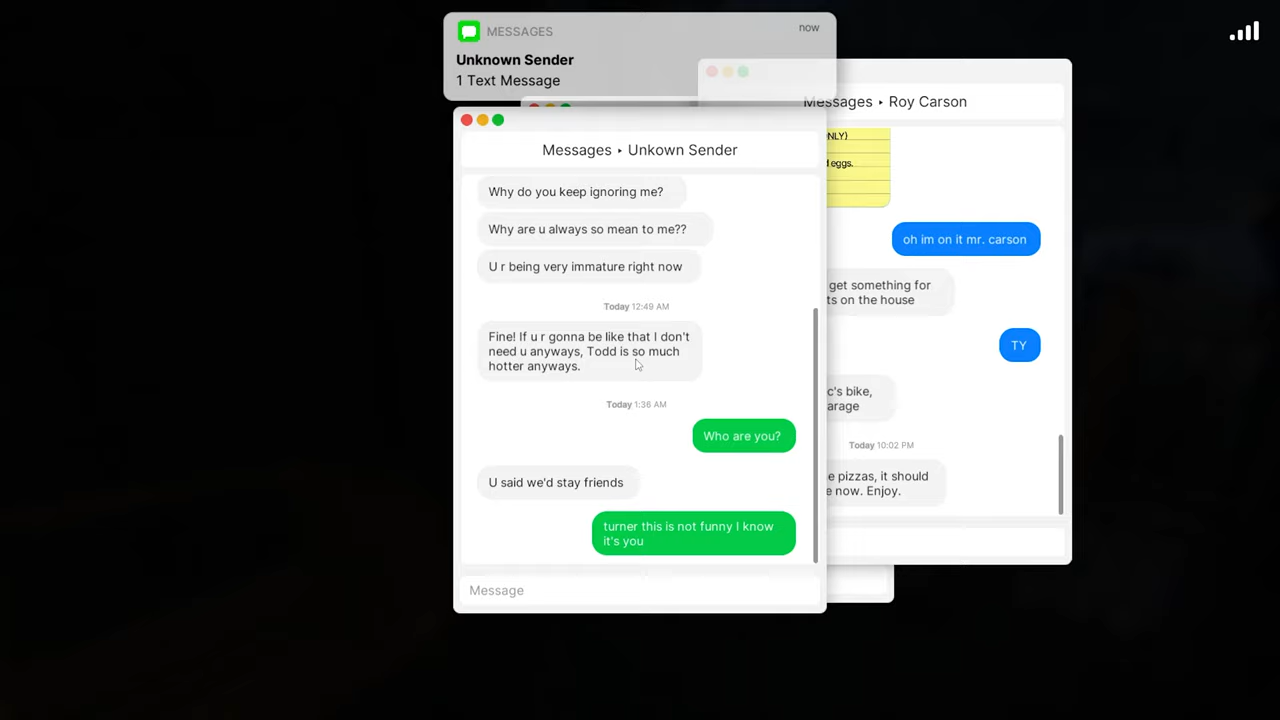 MESSAGES
now
Unknown Sender
1 Text Message
Messages ‣ Unkown Sender
Why do you keep ignoring me?
Why are u always so mean to me??
U r being very immature right now
Today 12:49 AM
Fine! If u r gonna be like that I don't
need u anyways, Todd is so much
hotter anyways.
Today 1:36 AM
Who are you?
U said we'd stay friends
turner this is not funny I know
it's you
Message
Messages ‣ Roy Carson
ONLY)
eggs.
oh im on it mr. carson
get something for
ts on the house
TY
c's bike,
arage
Today 10:02 PM
e pizzas, it should
e now. Enjoy.